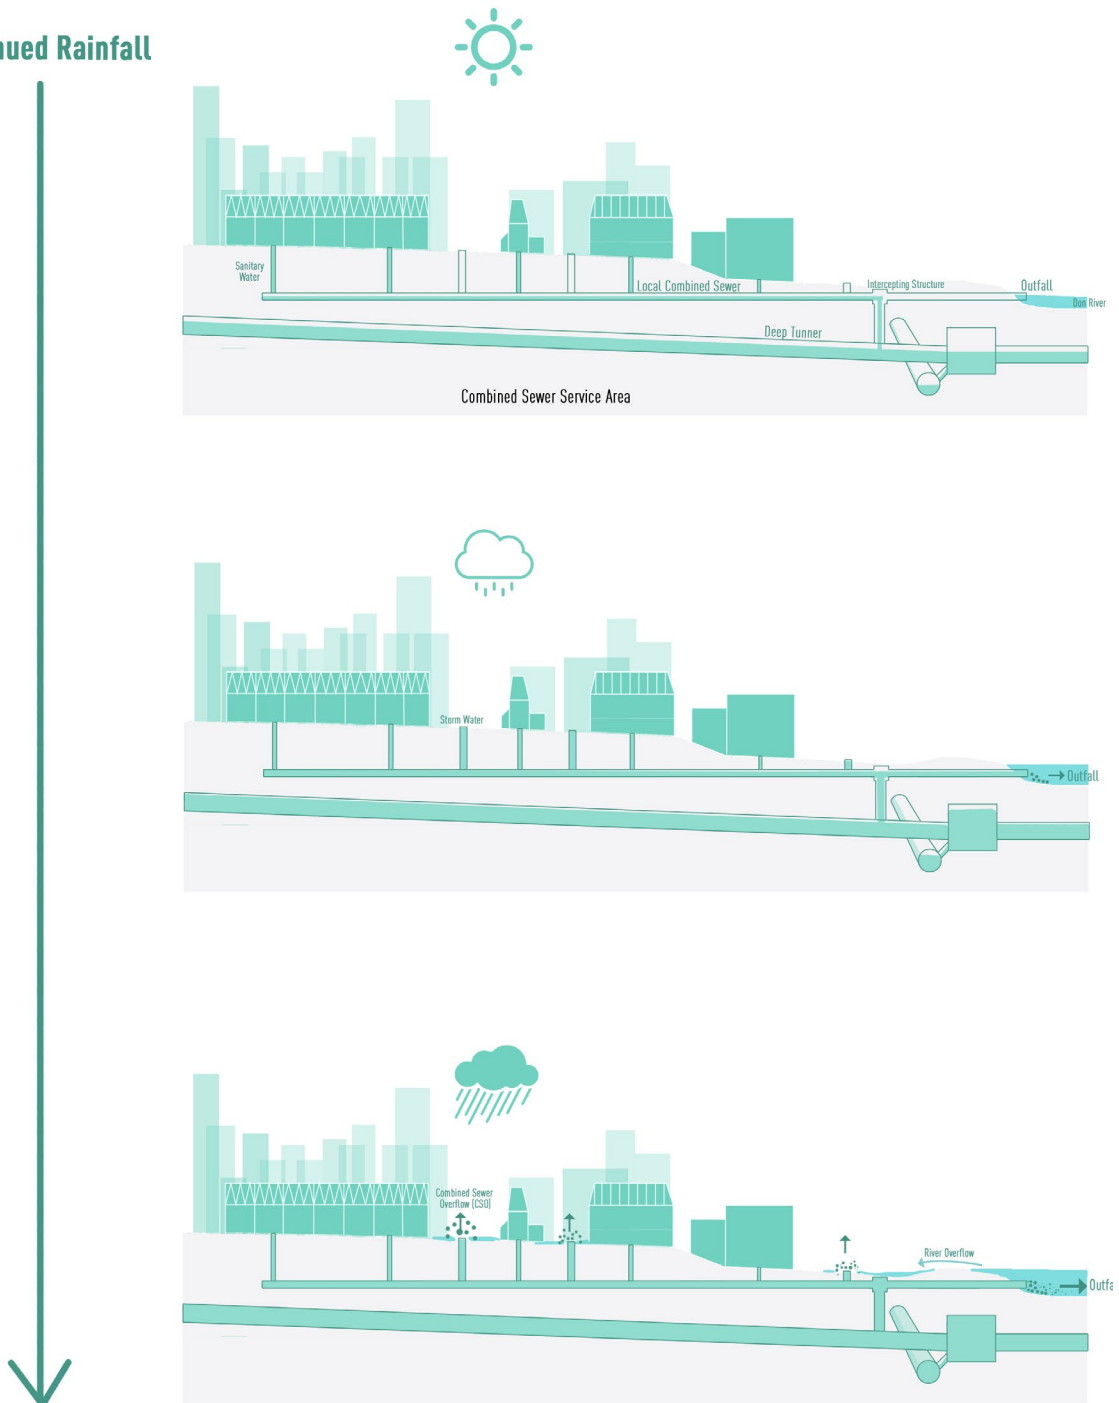 nued Rainfall
Sanitary
Water
Local Combined Sewer
Intercepting Structure
Outfall
Don River
Deep Tunner
Combined Sewer Service Area
Storm Water
Outfall
Combined Sewer
Overflow (CSO)
River Overflow
Outfa